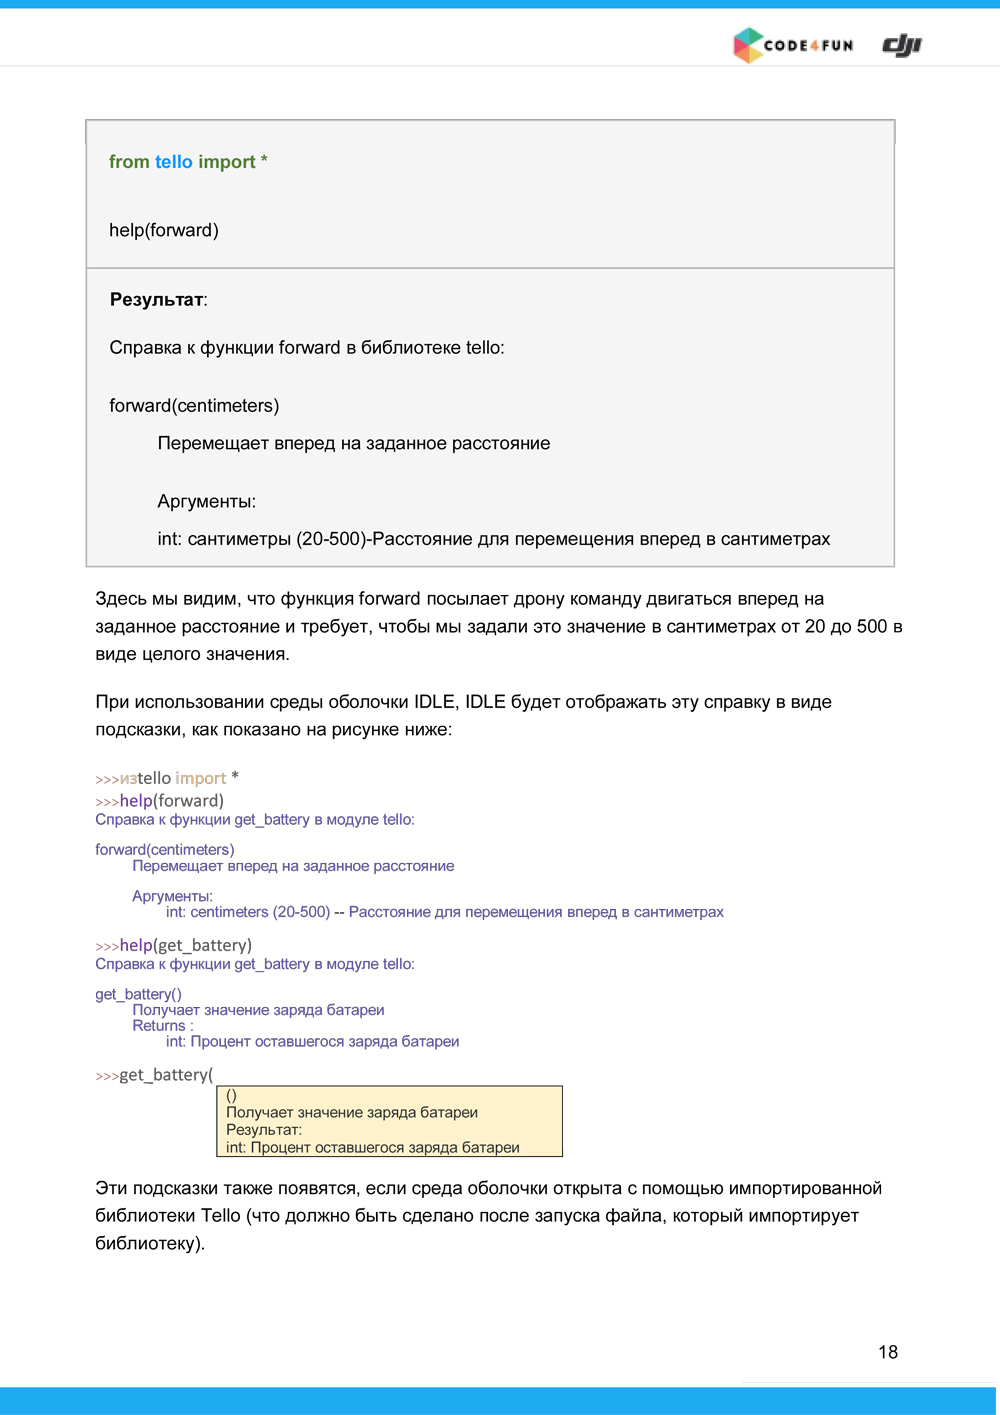 CODE4FUN dji
from tello import *
help(forward)
Результат:
Справка к функции forward в библиотеке tello:
forward(centimeters)
Перемещает вперед на заданное расстояние
Аргументы:
int: сантиметры (20-500)-Расстояние для перемещения вперед в сантиметрах
Здесь мы видим, что функция forward посылает дрону команду двигаться вперед на
заданное расстояние и требует, чтобы мы задали это значение в сантиметрах от 20 до 500 в
виде целого значения.
При использовании среды оболочки IDLE, IDLE будет отображать эту справку в виде
подсказки, как показано на рисунке ниже:
>>>изtello import *
>>>help(forward)
Справка к функции get_battery в модуле tello:
forward(centimeters)
Перемещает вперед на заданное расстояние
Аргументы:
int: centimeters (20-500) -- Расстояние для перемещения вперед в сантиметрах
>>>help(get_battery)
Справка к функции get_battery в модуле tello:
get_battery()
Получает значение заряда батареи
Returns :
int: Процент оставшегося заряда батареи
>>>get_battery(
()
Получает значение заряда батареи
Результат:
int: Процент оставшегося заряда батареи
Эти подсказки также появятся, если среда оболочки открыта с помощью импортированной
библиотеки Tello (что должно быть сделано после запуска файла, который импортирует
библиотеку).
18